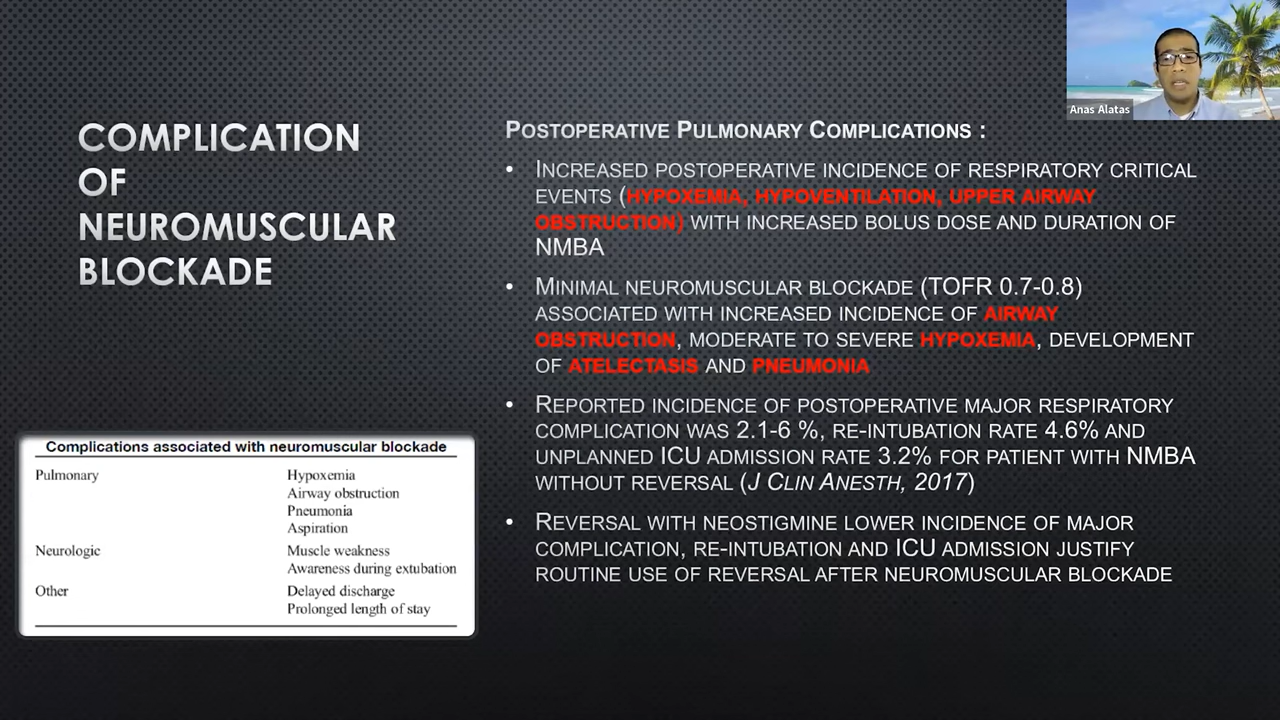 COMPLICATION
OF
NEUROMUSCULAR
BLOCKADE
Anas Alatas
POSTOPERATIVE PULMONARY COMPLICATIONS :
• INCREASED POSTOPERATIVE INCIDENCE OF RESPIRATORY CRITICAL
EVENTS (HYPOXEMIA, HYPOVENTILATION, UPPER AIRWAY
OBSTRUCTION) WITH INCREASED BOLUS DOSE AND DURATION OF
NMBA
• MINIMAL NEUROMUSCULAR BLOCKADE (TOFR 0.7-0.8)
ASSOCIATED WITH INCREASED INCIDENCE OF AIRWAY
OBSTRUCTION, MODERATE TO SEVERE HYPOXEMIA, DEVELOPMENT
OF ATELECTASIS AND PNEUMONIA
• REPORTED INCIDENCE OF POSTOPERATIVE MAJOR RESPIRATORY
COMPLICATION WAS 2.1-6 %, RE-INTUBATION RATE 4.6% AND
UNPLANNED ICU ADMISSION RATE 3.2% FOR PATIENT WITH NMBA
WITHOUT REVERSAL (J CLIN ANESTH, 2017)
• REVERSAL WITH NEOSTIGMINE LOWER INCIDENCE OF MAJOR
COMPLICATION, RE-INTUBATION AND ICU ADMISSION JUSTIFY
ROUTINE USE OF REVERSAL AFTER NEUROMUSCULAR BLOCKADE
Complications associated with neuromuscular blockade
Pulmonary Hypoxemia
Airway obstruction
Pneumonia
Aspiration
Neurologic Muscle weakness
Awareness during extubation
Other Delayed discharge
Prolonged length of stay